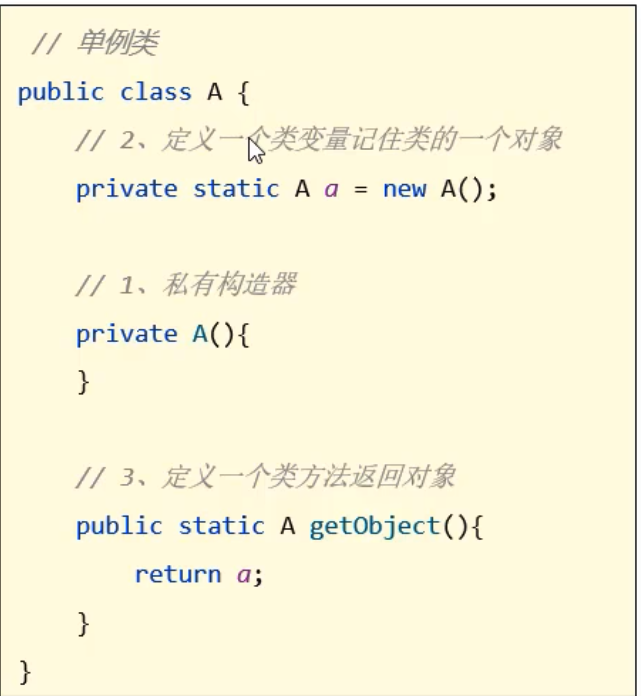 // 单例类
public class A {
// 2、定义一个类变量记住类的一个对象
private static A a = new A();
// 1、私有构造器
private A(){
}
// 3、定义一个类方法返回对象
public static A getObject(){
return a;
}
}